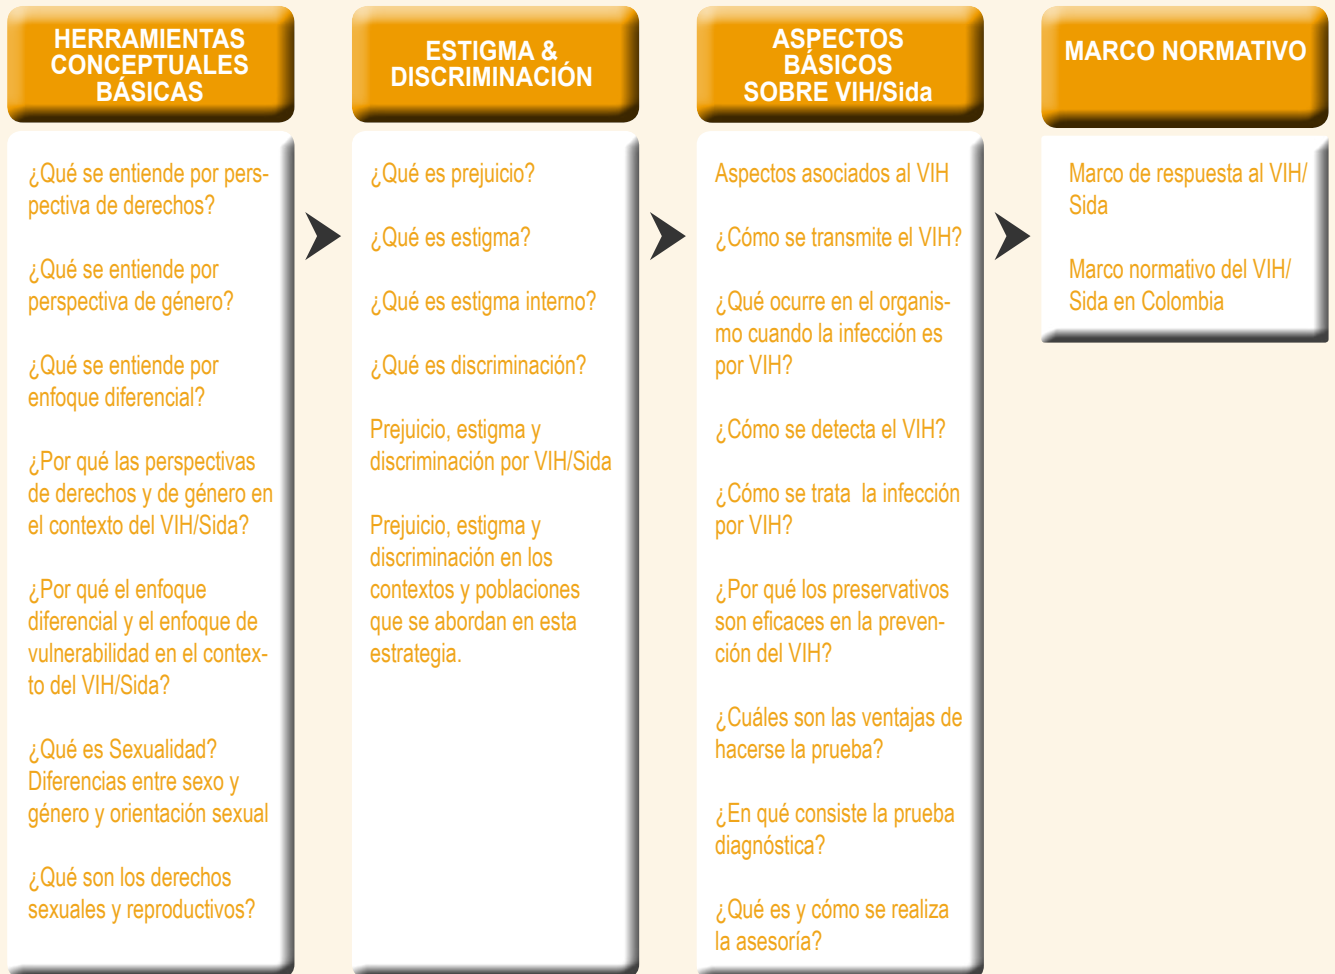 HERRAMIENTAS
CONCEPTUALES
BÁSICAS
¿Qué se entiende por pers-
pectiva de derechos?
¿Qué se entiende por
perspectiva de género?
¿Qué se entiende por
enfoque diferencial?
¿Por qué las perspectivas
de derechos y de género en
el contexto del VIH/Sida?
¿Por qué el enfoque
diferencial y el enfoque de
vulnerabilidad en el contex-
to del VIH/Sida?
¿Qué es Sexualidad?
Diferencias entre sexo y
género y orientación sexual
¿Qué son los derechos
sexuales y reproductivos?
ESTIGMA &
DISCRIMINACIÓN
¿Qué es prejuicio?
¿Qué es estigma?
¿Qué es estigma interno?
¿Qué es discriminación?
Prejuicio, estigma y
discriminación por VIH/Sida
Prejuicio, estigma y
discriminación en los
contextos y poblaciones
que se abordan en esta
estrategia.
ASPECTOS
BÁSICOS
SOBRE VIH/Sida
Aspectos asociados al VIH
¿Cómo se transmite el VIH?
¿Qué ocurre en el organis-
mo cuando la infección es
por VIH?
¿Cómo se detecta el VIH?
¿Cómo se trata  la infección
por VIH?
¿Por qué los preservativos
son eficaces en la preven-
ción del VIH?
¿Cuáles son las ventajas de
hacerse la prueba?
¿En qué consiste la prueba
diagnóstica?
¿Qué es y cómo se realiza
la asesoría?
MARCO NORMATIVO
Marco de respuesta al VIH/
Sida
Marco normativo del VIH/
Sida en Colombia